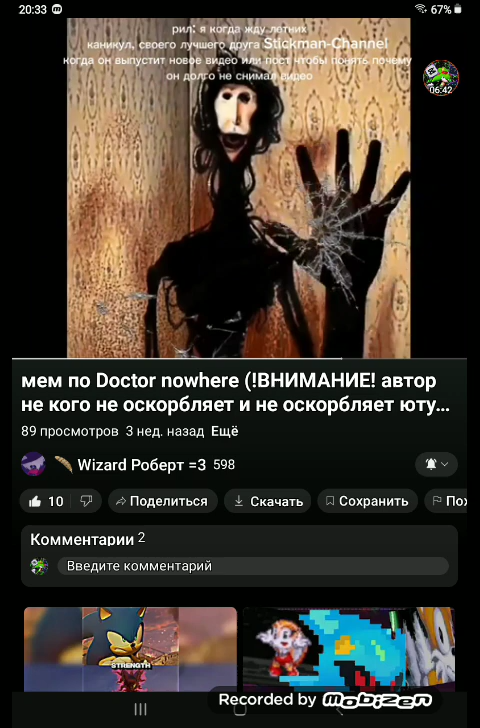 20:33
67%
рил: я когда жду летних
каникул, своего лучшего друга Stickman-Channel
когда он выпустит новое видео или пост чтобы понять почему
он долго не снимал видео
06:42
мем по Doctor nowhere (!ВНИМАНИЕ! автор
не кого не оскорбляет и не оскорбляет юту...
89 просмотров 3 нед. назад Ещё
Wizard Роберт =3 598
10 Поделиться Скачать Сохранить Пох
Комментарии 2
Введите комментарий
STRENGTH
Recorded by mobizen